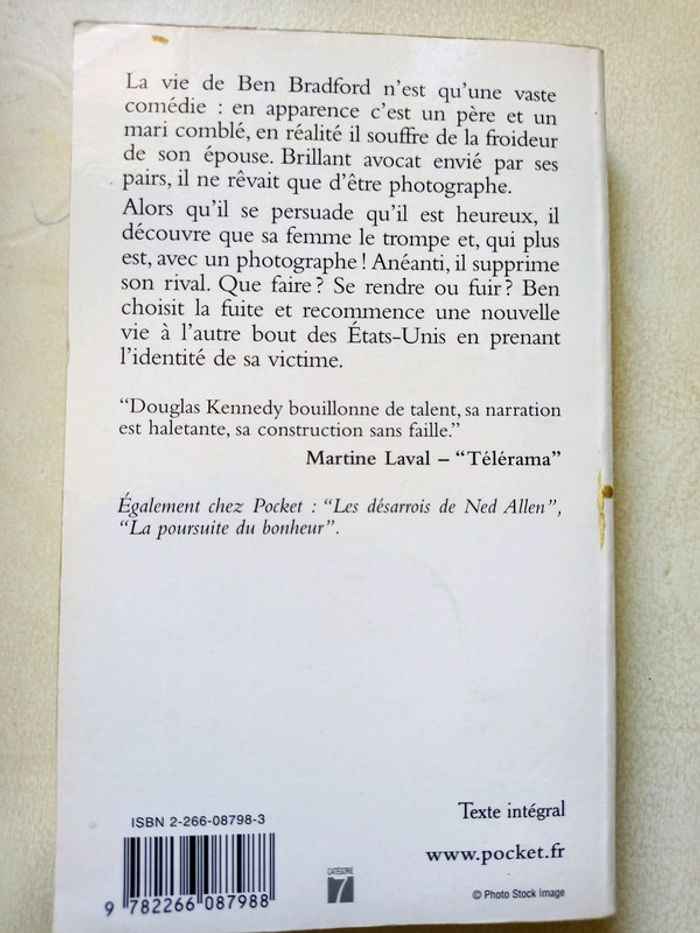 La vie de Ben Bradford n'est qu'une vaste
comédie : en apparence c'est un père et un
mari comblé, en réalité il souffre de la froideur
de son épouse. Brillant avocat envié par ses
pairs, il ne rêvait que d'être photographe.
Alors qu'il se persuade qu'il est heureux, il
découvre que sa femme le trompe et, qui plus
est, avec un photographe ! Anéanti, il supprime
son rival. Que faire ? Se rendre ou fuir ? Ben
choisit la fuite et recommence une nouvelle
vie à l'autre bout des États-Unis en prenant
l'identité de sa victime.
“Douglas Kennedy bouillonne de talent, sa narration
est haletante, sa construction sans faille.”
Martine Laval – “Télérama”
Également chez Pocket : “Les désarrois de Ned Allen”,
“La poursuite du bonheur”.
ISBN 2-266-08798-3
9 782266 087988
CATÉGORIE
7
Texte intégral
www.pocket.fr
© Photo Stock Image